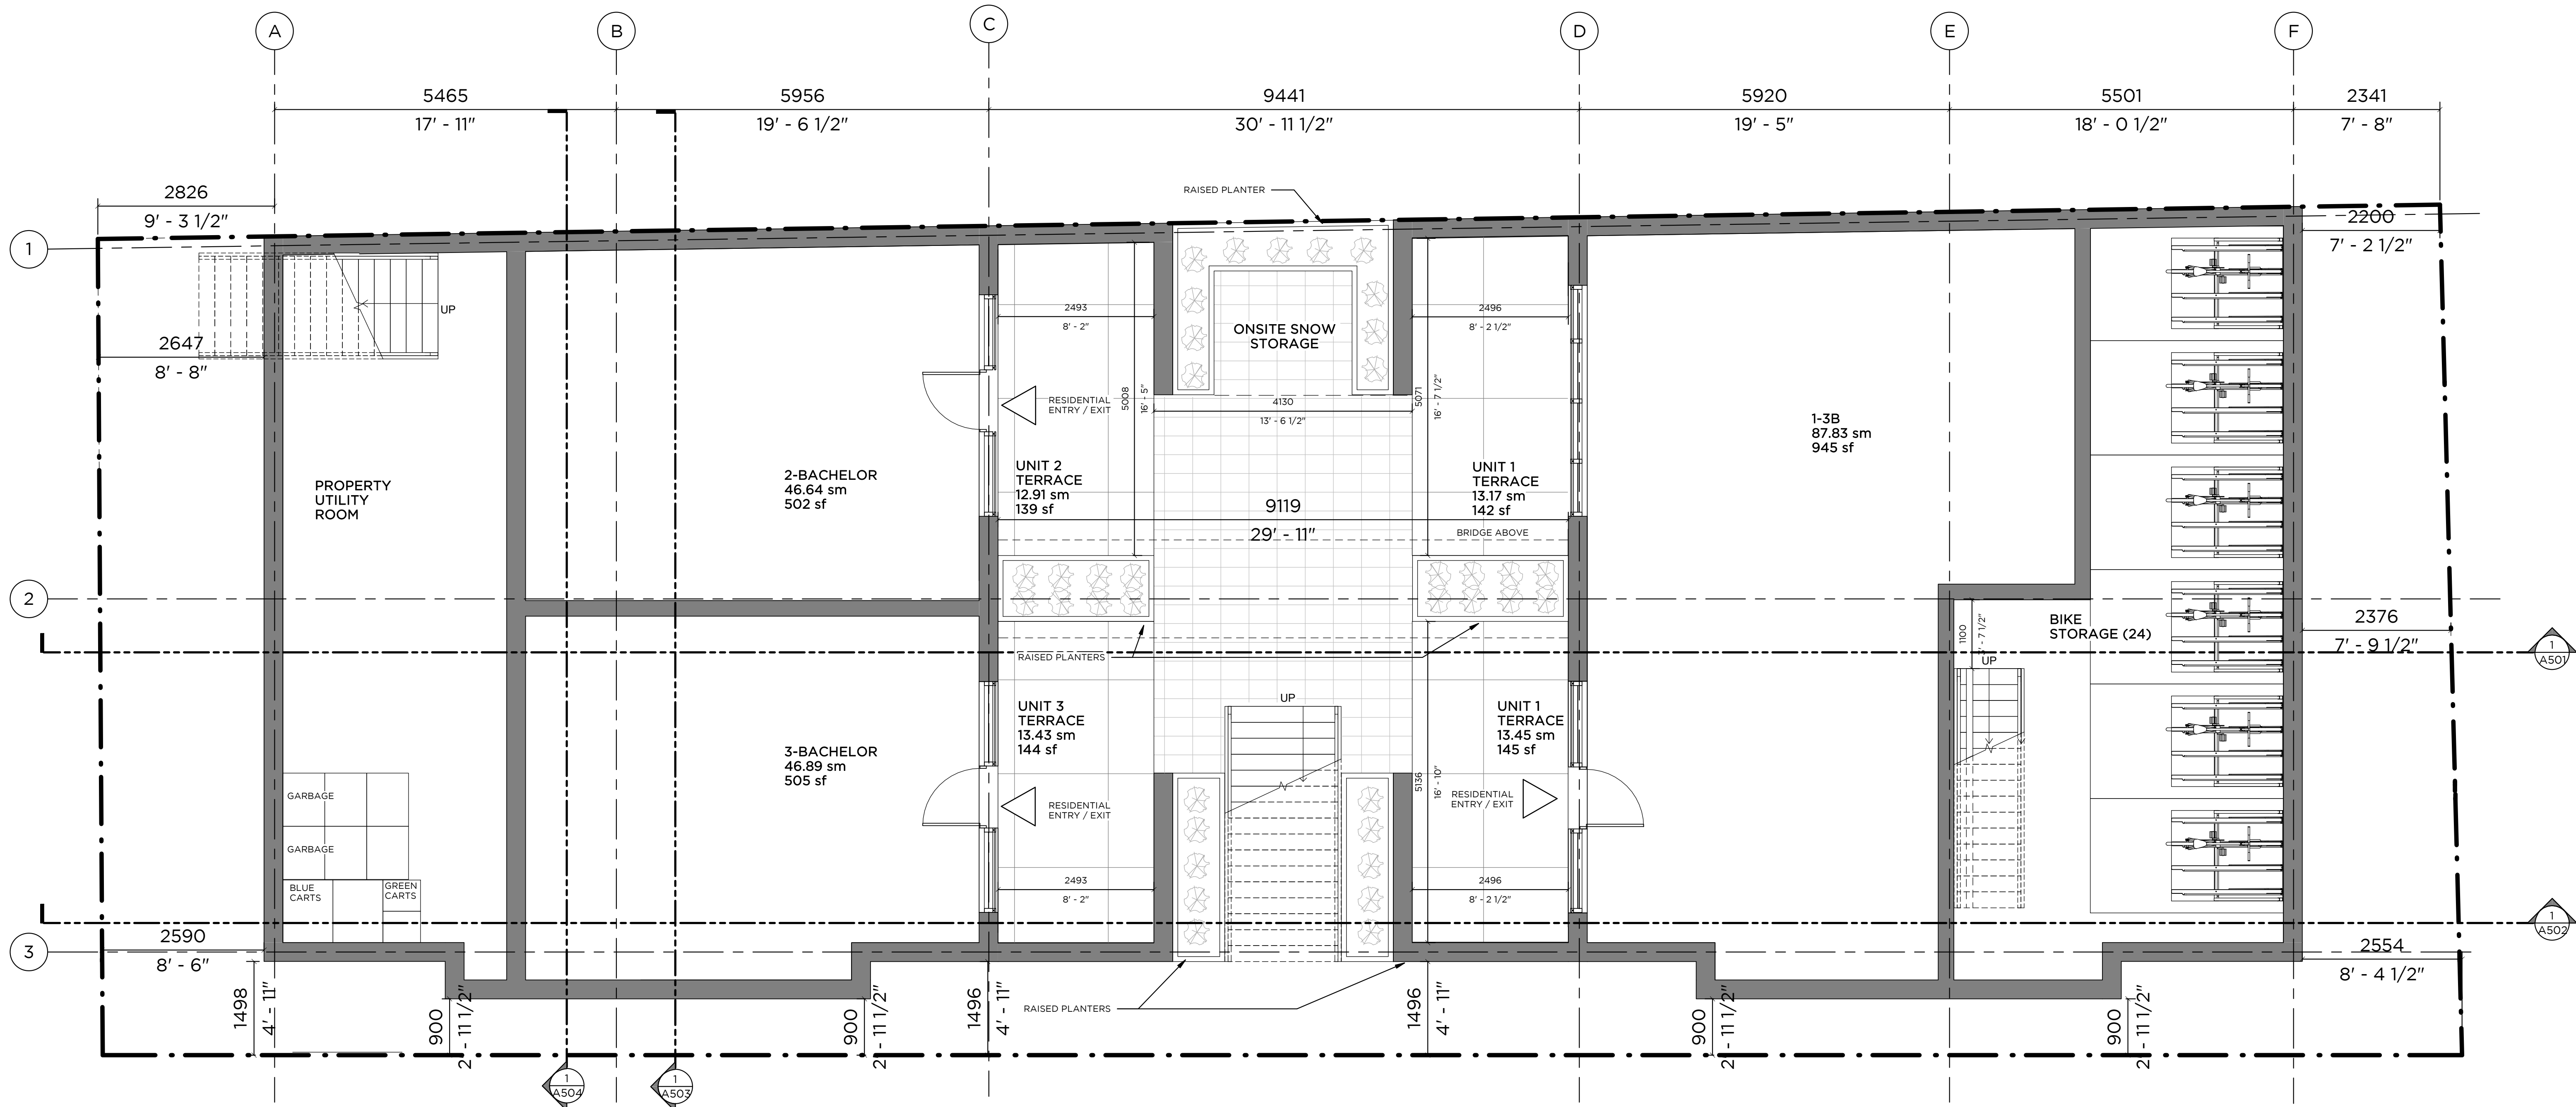 A
B
C
D
E
F
5465
17' - 11"
5956
19' - 6 1/2"
9441
30' - 11 1/2"
5920
19' - 5"
5501
18' - 0 1/2"
2341
7' - 8"
2826
9' - 3 1/2"
RAISED PLANTER
2200
7' - 2 1/2"
1
UP
2647
8' - 8"
2493
8' - 2"
ONSITE SNOW
STORAGE
2496
8' - 2 1/2"
RESIDENTIAL
ENTRY / EXIT
5008
16' - 5"
4130
13' - 6 1/2"
5071
16' - 7 1/2"
1-3B
87.83 sm
945 sf
PROPERTY
UTILITY
ROOM
2-BACHELOR
46.64 sm
502 sf
UNIT 2
TERRACE
12.91 sm
139 sf
UNIT 1
TERRACE
13.17 sm
142 sf
9119
29' - 11"
BRIDGE ABOVE
2
RAISED PLANTERS
1100
3' - 7 1/2"
UP
BIKE
STORAGE (24)
2376
7' - 9 1/2"
1
A501
3-BACHELOR
46.89 sm
505 sf
UNIT 3
TERRACE
13.43 sm
144 sf
UP
UNIT 1
TERRACE
13.45 sm
145 sf
RESIDENTIAL
ENTRY / EXIT
5136
16' - 10"
RESIDENTIAL
ENTRY / EXIT
GARBAGE
GARBAGE
BLUE
CARTS
GREEN
CARTS
2493
8' - 2"
2496
8' - 2 1/2"
1
A502
3
2590
8' - 6"
2554
8' - 4 1/2"
1498
4' - 11"
900
2' - 11 1/2"
900
2' - 11 1/2"
1496
4' - 11"
RAISED PLANTERS
1496
4' - 11"
900
2' - 11 1/2"
900
2' - 11 1/2"
1
A504
1
A503